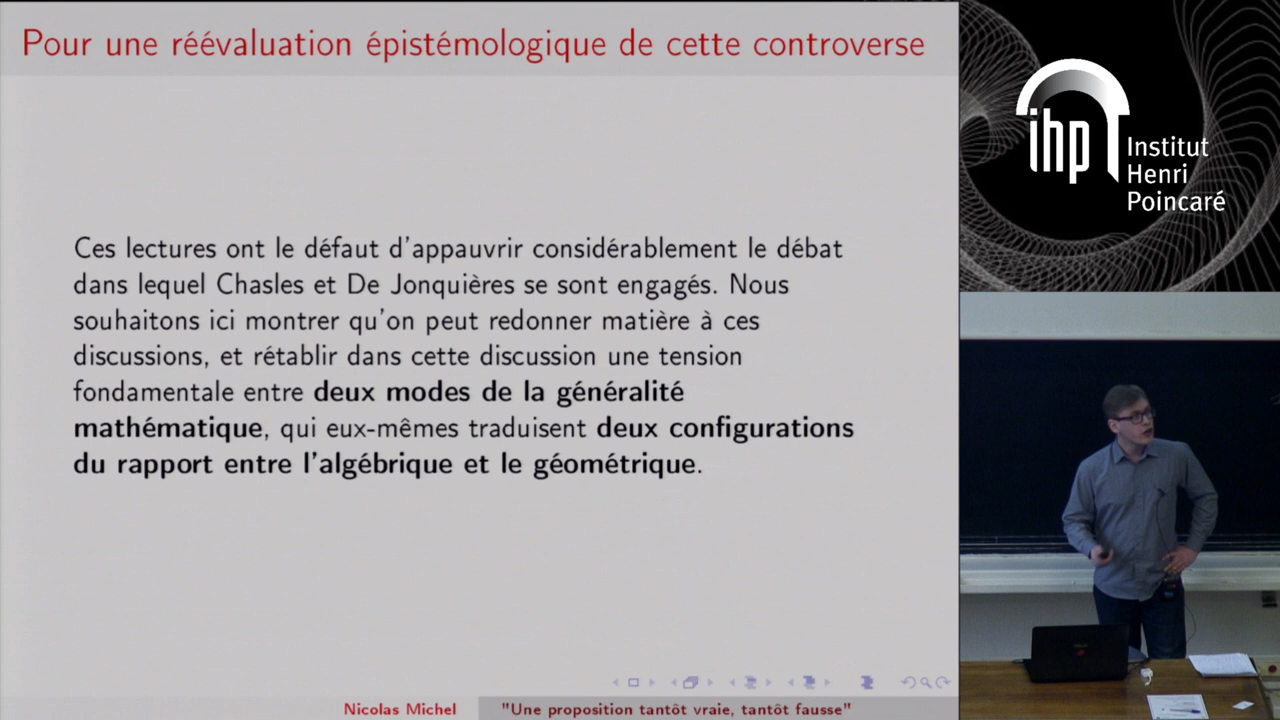 Pour une réévaluation épistémologique de cette controverse
Ces lectures ont le défaut d'appauvrir considérablement le débat
dans lequel Chasles et De Jonquières se sont engagés. Nous
souhaitons ici montrer qu'on peut redonner matière à ces
discussions, et rétablir dans cette discussion une tension
fondamentale entre deux modes de la généralité
mathématique, qui eux-mêmes traduisent deux configurations
du rapport entre l'algébrique et le géométrique.
Nicolas Michel
"Une proposition tantôt vraie, tantôt fausse"
ihp
Institut
Henri
Poincaré